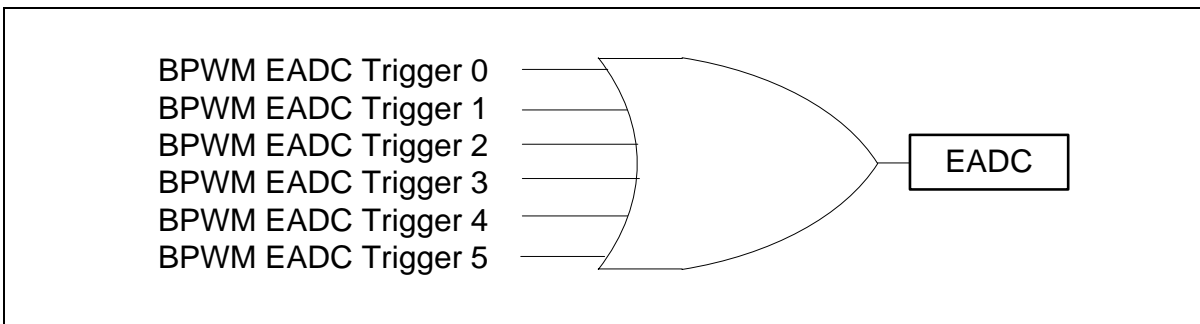 BPWM EADC Trigger 0
BPWM EADC Trigger 1
BPWM EADC Trigger 2
BPWM EADC Trigger 3
BPWM EADC Trigger 4
BPWM EADC Trigger 5
EADC